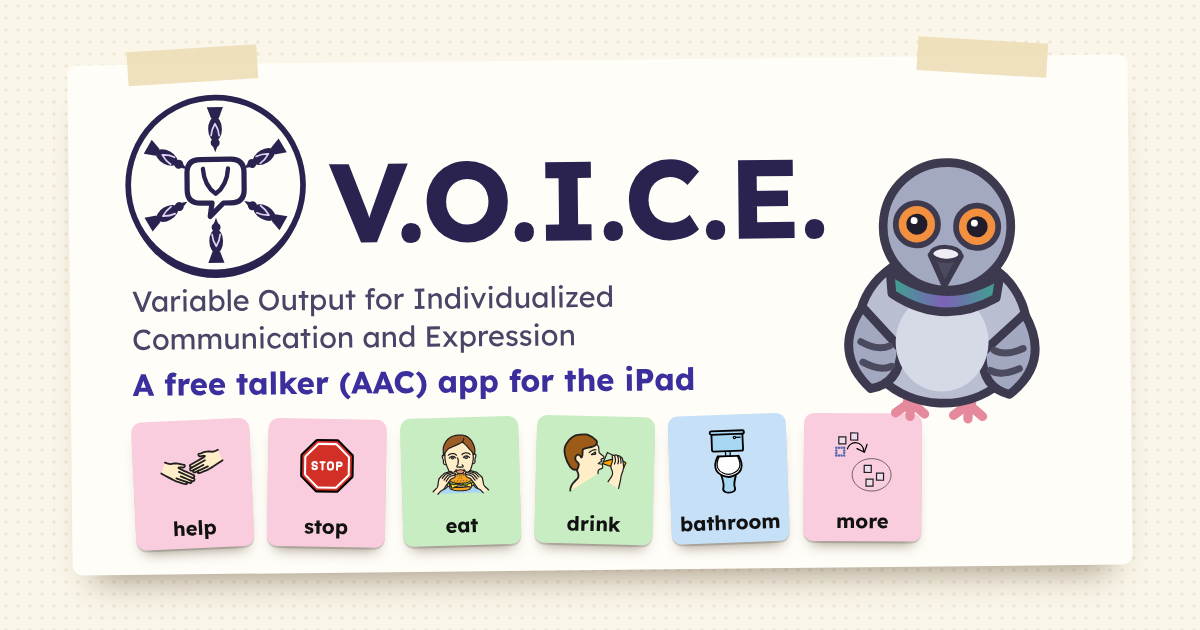 V
V.O.I.C.E.
Variable Output for Individualized
Communication and Expression
A free talker (AAC) app for the iPad
STOP
help
stop
eat
drink
bathroom
more